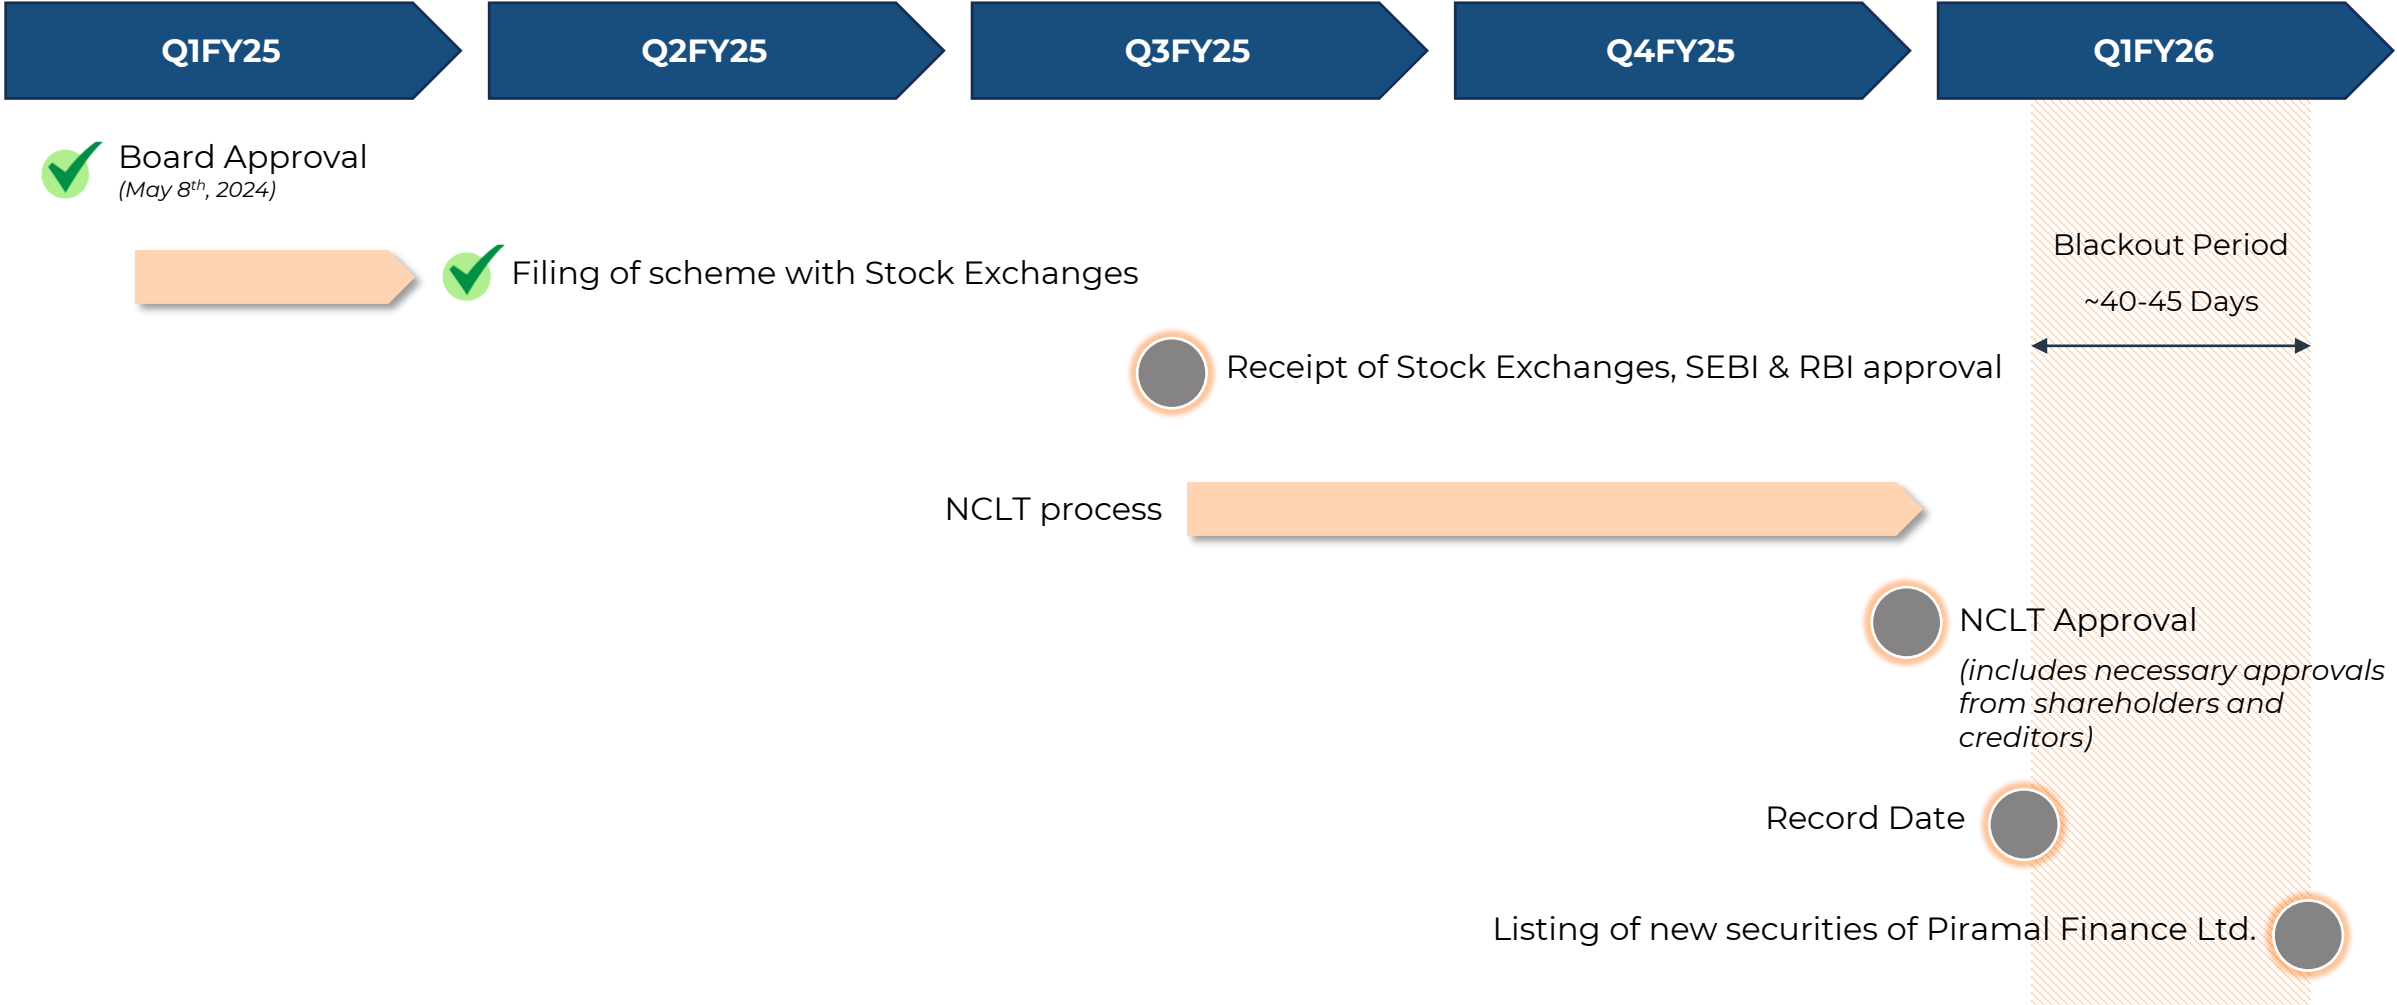 Q1FY25
Q2FY25
Q3FY25
Q4FY25
Q1FY26
Board Approval
(May 8th, 2024)
Filing of scheme with Stock Exchanges
Blackout Period
~40-45 Days
Receipt of Stock Exchanges, SEBI & RBI approval
NCLT process
NCLT Approval
(includes necessary approvals
from shareholders and
creditors)
Record Date
Listing of new securities of Piramal Finance Ltd.